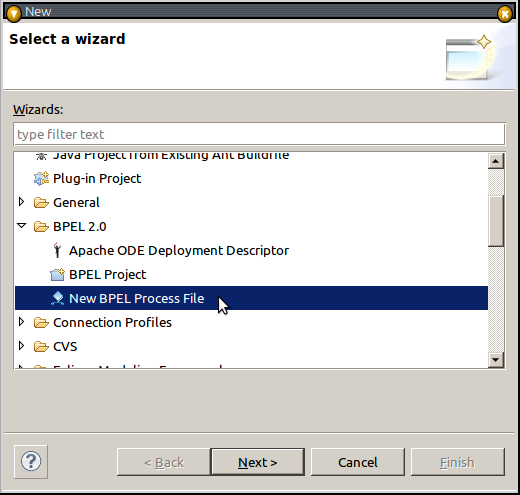 New
Select a wizard
Wizards:
type filter text
Java Project from Existing Ant Buildfile
Plug-in Project
General
BPEL 2.0
Apache ODE Deployment Descriptor
BPEL Project
New BPEL Process File
Connection Profiles
CVS
?
< Back
Next >
Cancel
Finish